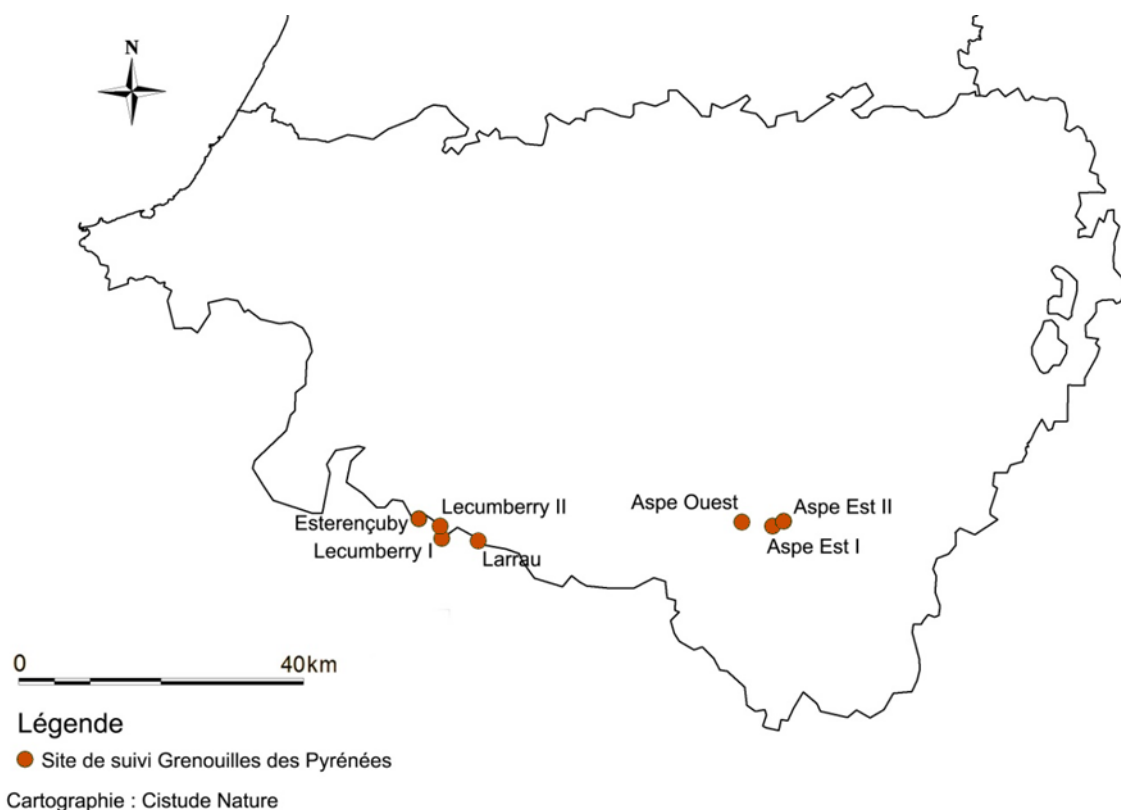 N
Aspe Ouest
Aspe Est II
Esterençuby
Lecumberry II
Lecumberry I
Larrau
Aspe Est I
0 40km
Légende
Site de suivi Grenouilles des Pyrénées
Cartographie : Cistude Nature